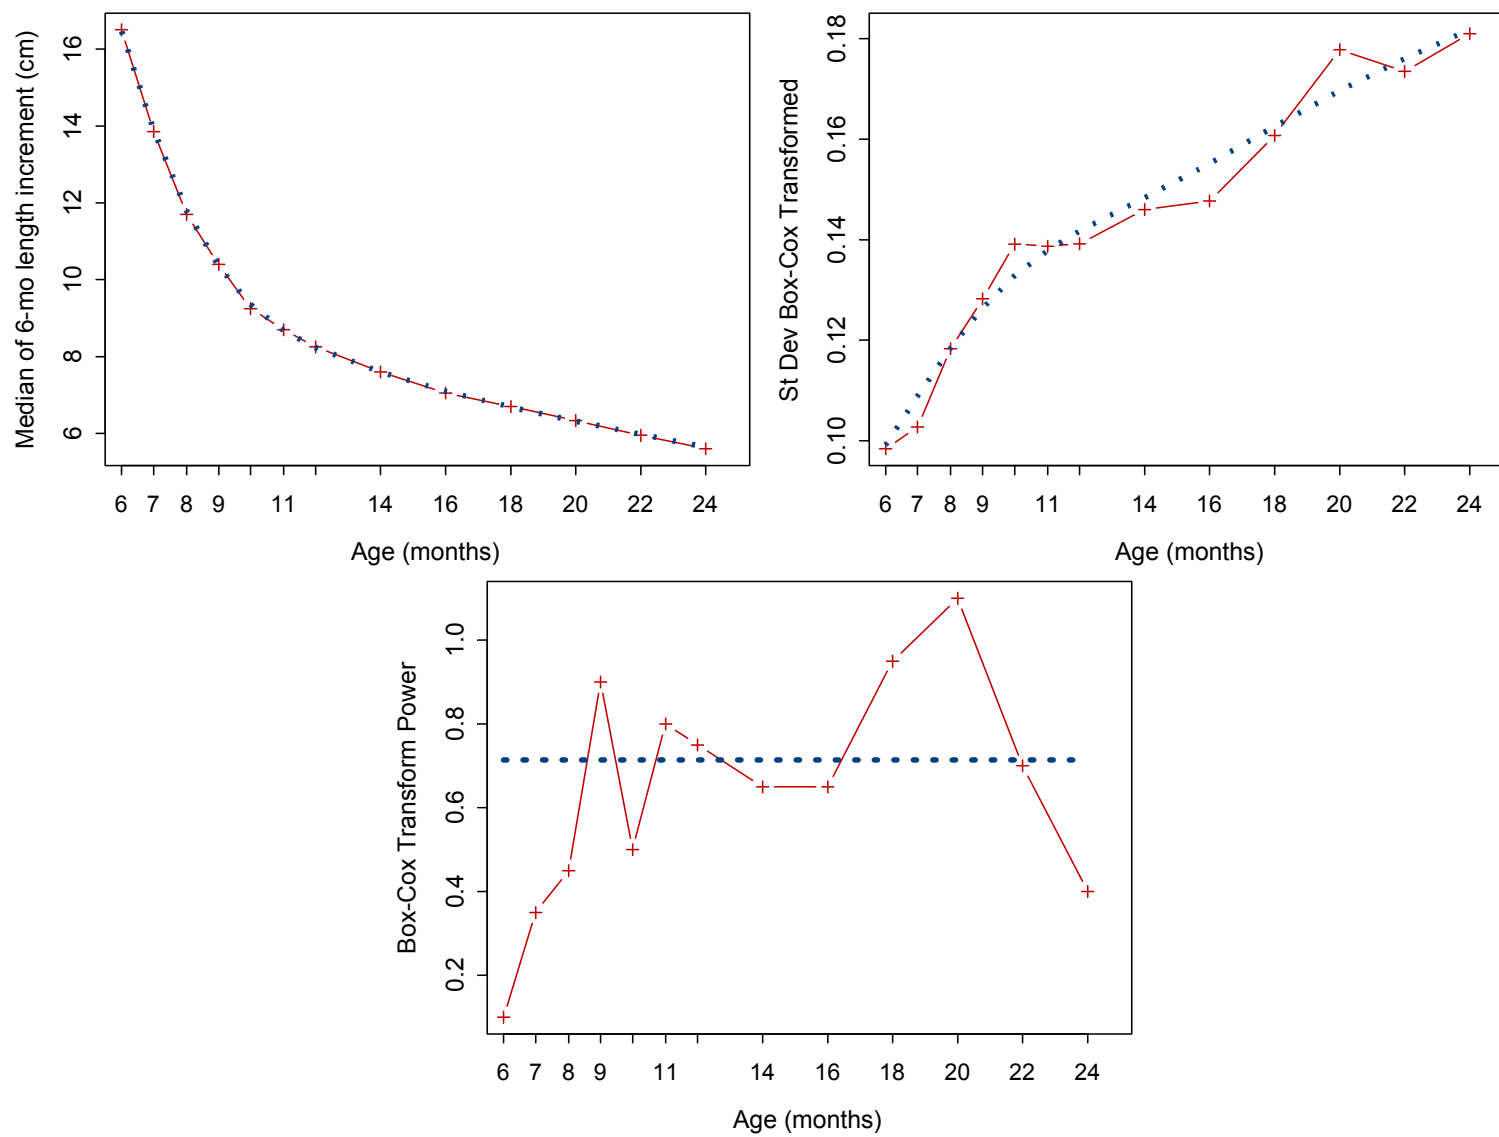 Median of 6-mo length increment (cm)
16
14
12
10
8
6
6 7 8 9 11 14 16 18 20 22 24
Age (months)
St Dev Box-Cox Transformed
0.18
0.16
0.14
0.12
0.10
6 7 8 9 11 14 16 18 20 22 24
Age (months)
Box-Cox Transform Power
1.0
0.8
0.6
0.4
0.2
6 7 8 9 11 14 16 18 20 22 24
Age (months)